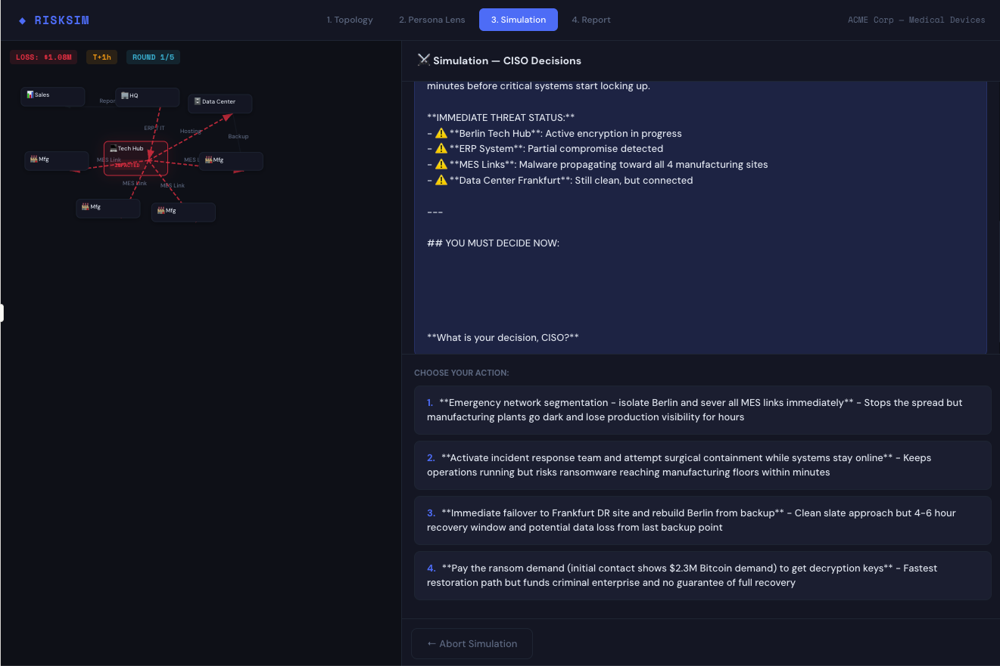 ◆ RISKSIM
1. Topology
2. Persona Lens
3. Simulation
4. Report
ACME Corp — Medical Devices
LOSS: $1.08M
T+1h
ROUND 1/5
Sales
Repor
HQ
Data Center
ERP / IT
Hosting
Backup
Tech Hub
IMPACTED
Mfg
MES Link
MES L
Mfg
MES Link
MES Link
Mfg
Mfg
⚔️ Simulation — CISO Decisions
minutes before critical systems start locking up.
**IMMEDIATE THREAT STATUS:**
- ⚠️ **Berlin Tech Hub**: Active encryption in progress
- ⚠️ **ERP System**: Partial compromise detected
- ⚠️ **MES Links**: Malware propagating toward all 4 manufacturing sites
- ⚠️ **Data Center Frankfurt**: Still clean, but connected
---
## YOU MUST DECIDE NOW:
**What is your decision, CISO?**
CHOOSE YOUR ACTION:
1. **Emergency network segmentation - isolate Berlin and sever all MES links immediately** - Stops the spread but
manufacturing plants go dark and lose production visibility for hours
2. **Activate incident response team and attempt surgical containment while systems stay online** - Keeps
operations running but risks ransomware reaching manufacturing floors within minutes
3. **Immediate failover to Frankfurt DR site and rebuild Berlin from backup** - Clean slate approach but 4-6 hour
recovery window and potential data loss from last backup point
4. **Pay the ransom demand (initial contact shows $2.3M Bitcoin demand) to get decryption keys** - Fastest
restoration path but funds criminal enterprise and no guarantee of full recovery
← Abort Simulation